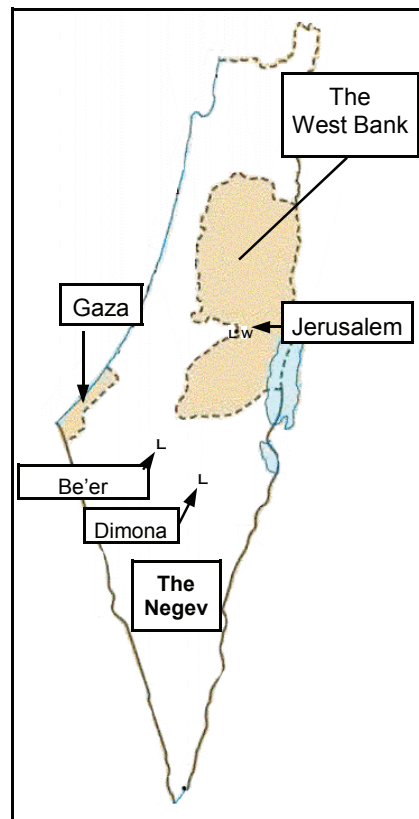 The
West Bank
Gaza
Jerusalem
L w
L
Be'er
L
Dimona
The
Negev